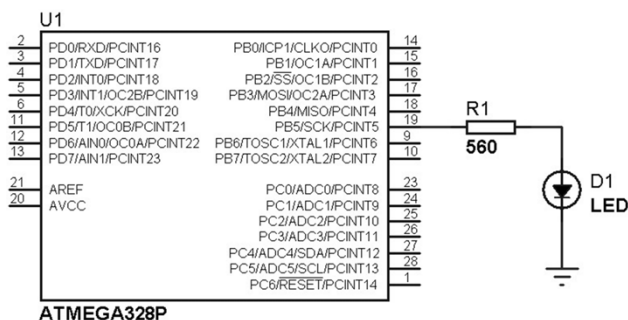 U1
2 PD0/RXD/PCINT16
3 PD1/TXD/PCINT17
4 PD2/INT0/PCINT18
5 PD3/INT1/OC2B/PCINT19
6 PD4/T0/XCK/PCINT20
11 PD5/T1/OC0B/PCINT21
12 PD6/AIN0/OC0A/PCINT22
13 PD7/AIN1/PCINT23
21 AREF
20 AVCC
PB0/ICP1/CLKO/PCINT0 14
PB1/OC1A/PCINT1 15
PB2/SS/OC1B/PCINT2 16
PB3/MOSI/OC2A/PCINT3 17
PB4/MISO/PCINT4 18
PB5/SCK/PCINT5 19
PB6/TOSC1/XTAL1/PCINT6 9
PB7/TOSC2/XTAL2/PCINT7 10
PC0/ADC0/PCINT8 23
PC1/ADC1/PCINT9 24
PC2/ADC2/PCINT10 25
PC3/ADC3/PCINT11 26
PC4/ADC4/SDA/PCINT12 27
PC5/ADC5/SCL/PCINT13 28
PC6/RESET/PCINT14 1
ATMEGA328P
R1
560
D1
LED